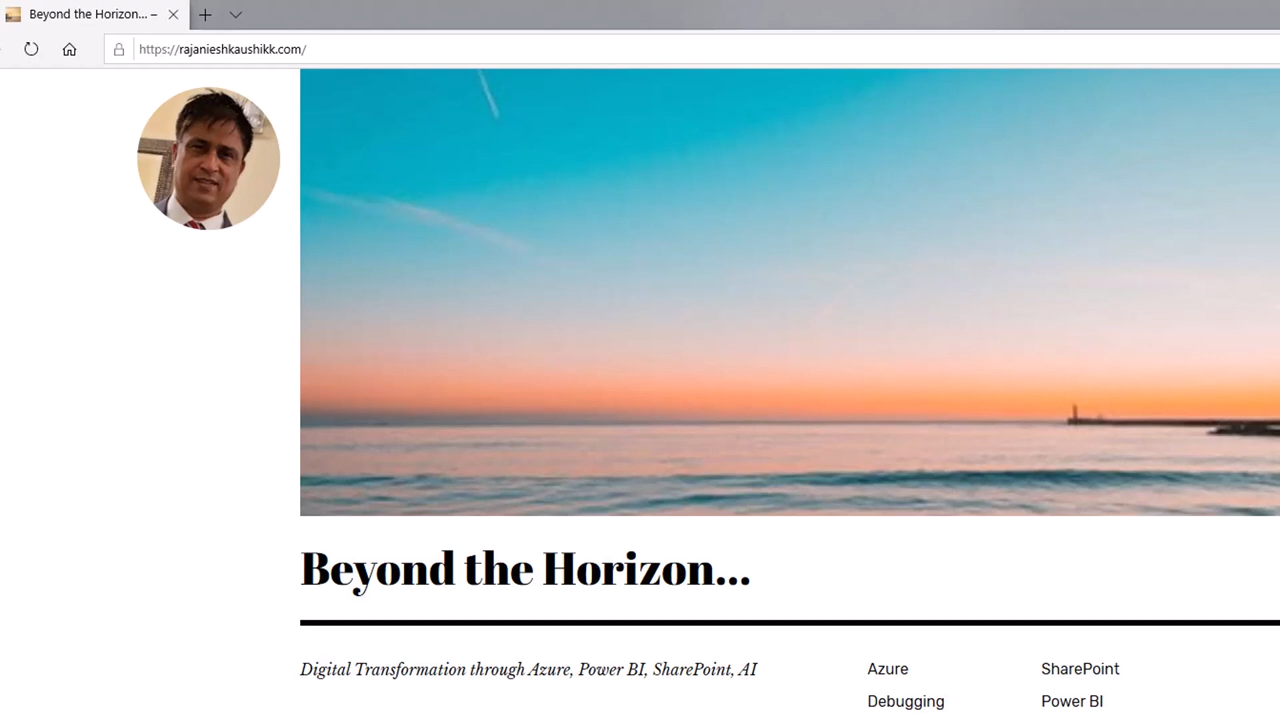 Beyond the Horizon... –
https://rajanieshkaushikk.com/
Beyond the Horizon...
Digital Transformation through Azure, Power BI, SharePoint, AI
Azure
SharePoint
Debugging
Power BI